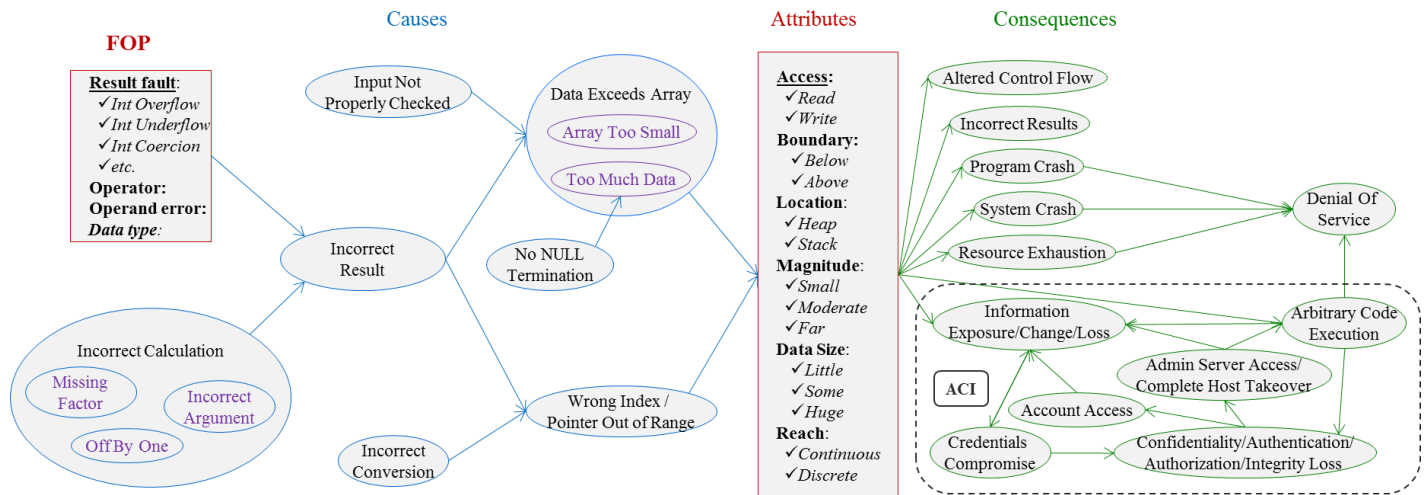 Causes
Attributes
Consequences
FOP
Result fault:
✓Int Overflow
✓Int Underflow
✓Int Coercion
✓etc.
Operator:
Operand error:
Data type:
Input Not
Properly Checked
Data Exceeds Array
Array Too Small
Too Much Data
No NULL
Termination
Incorrect
Result
Incorrect Calculation
Missing
Factor
Incorrect
Argument
Off By One
Incorrect
Conversion
Wrong Index /
Pointer Out of Range
Access:
✓Read
✓Write
Boundary:
✓Below
✓Above
Location:
✓Heap
✓Stack
Magnitude:
✓Small
✓Moderate
✓Far
Data Size:
✓Little
✓Some
✓Huge
Reach:
✓Continuous
✓Discrete
Altered Control Flow
Incorrect Results
Program Crash
System Crash
Resource Exhaustion
Denial Of
Service
Information
Exposure/Change/Loss
Arbitrary Code
Execution
Admin Server Access/
Complete Host Takeover
ACI
Account Access
Credentials
Compromise
Confidentiality/Authentication/
Authorization/Integrity Loss